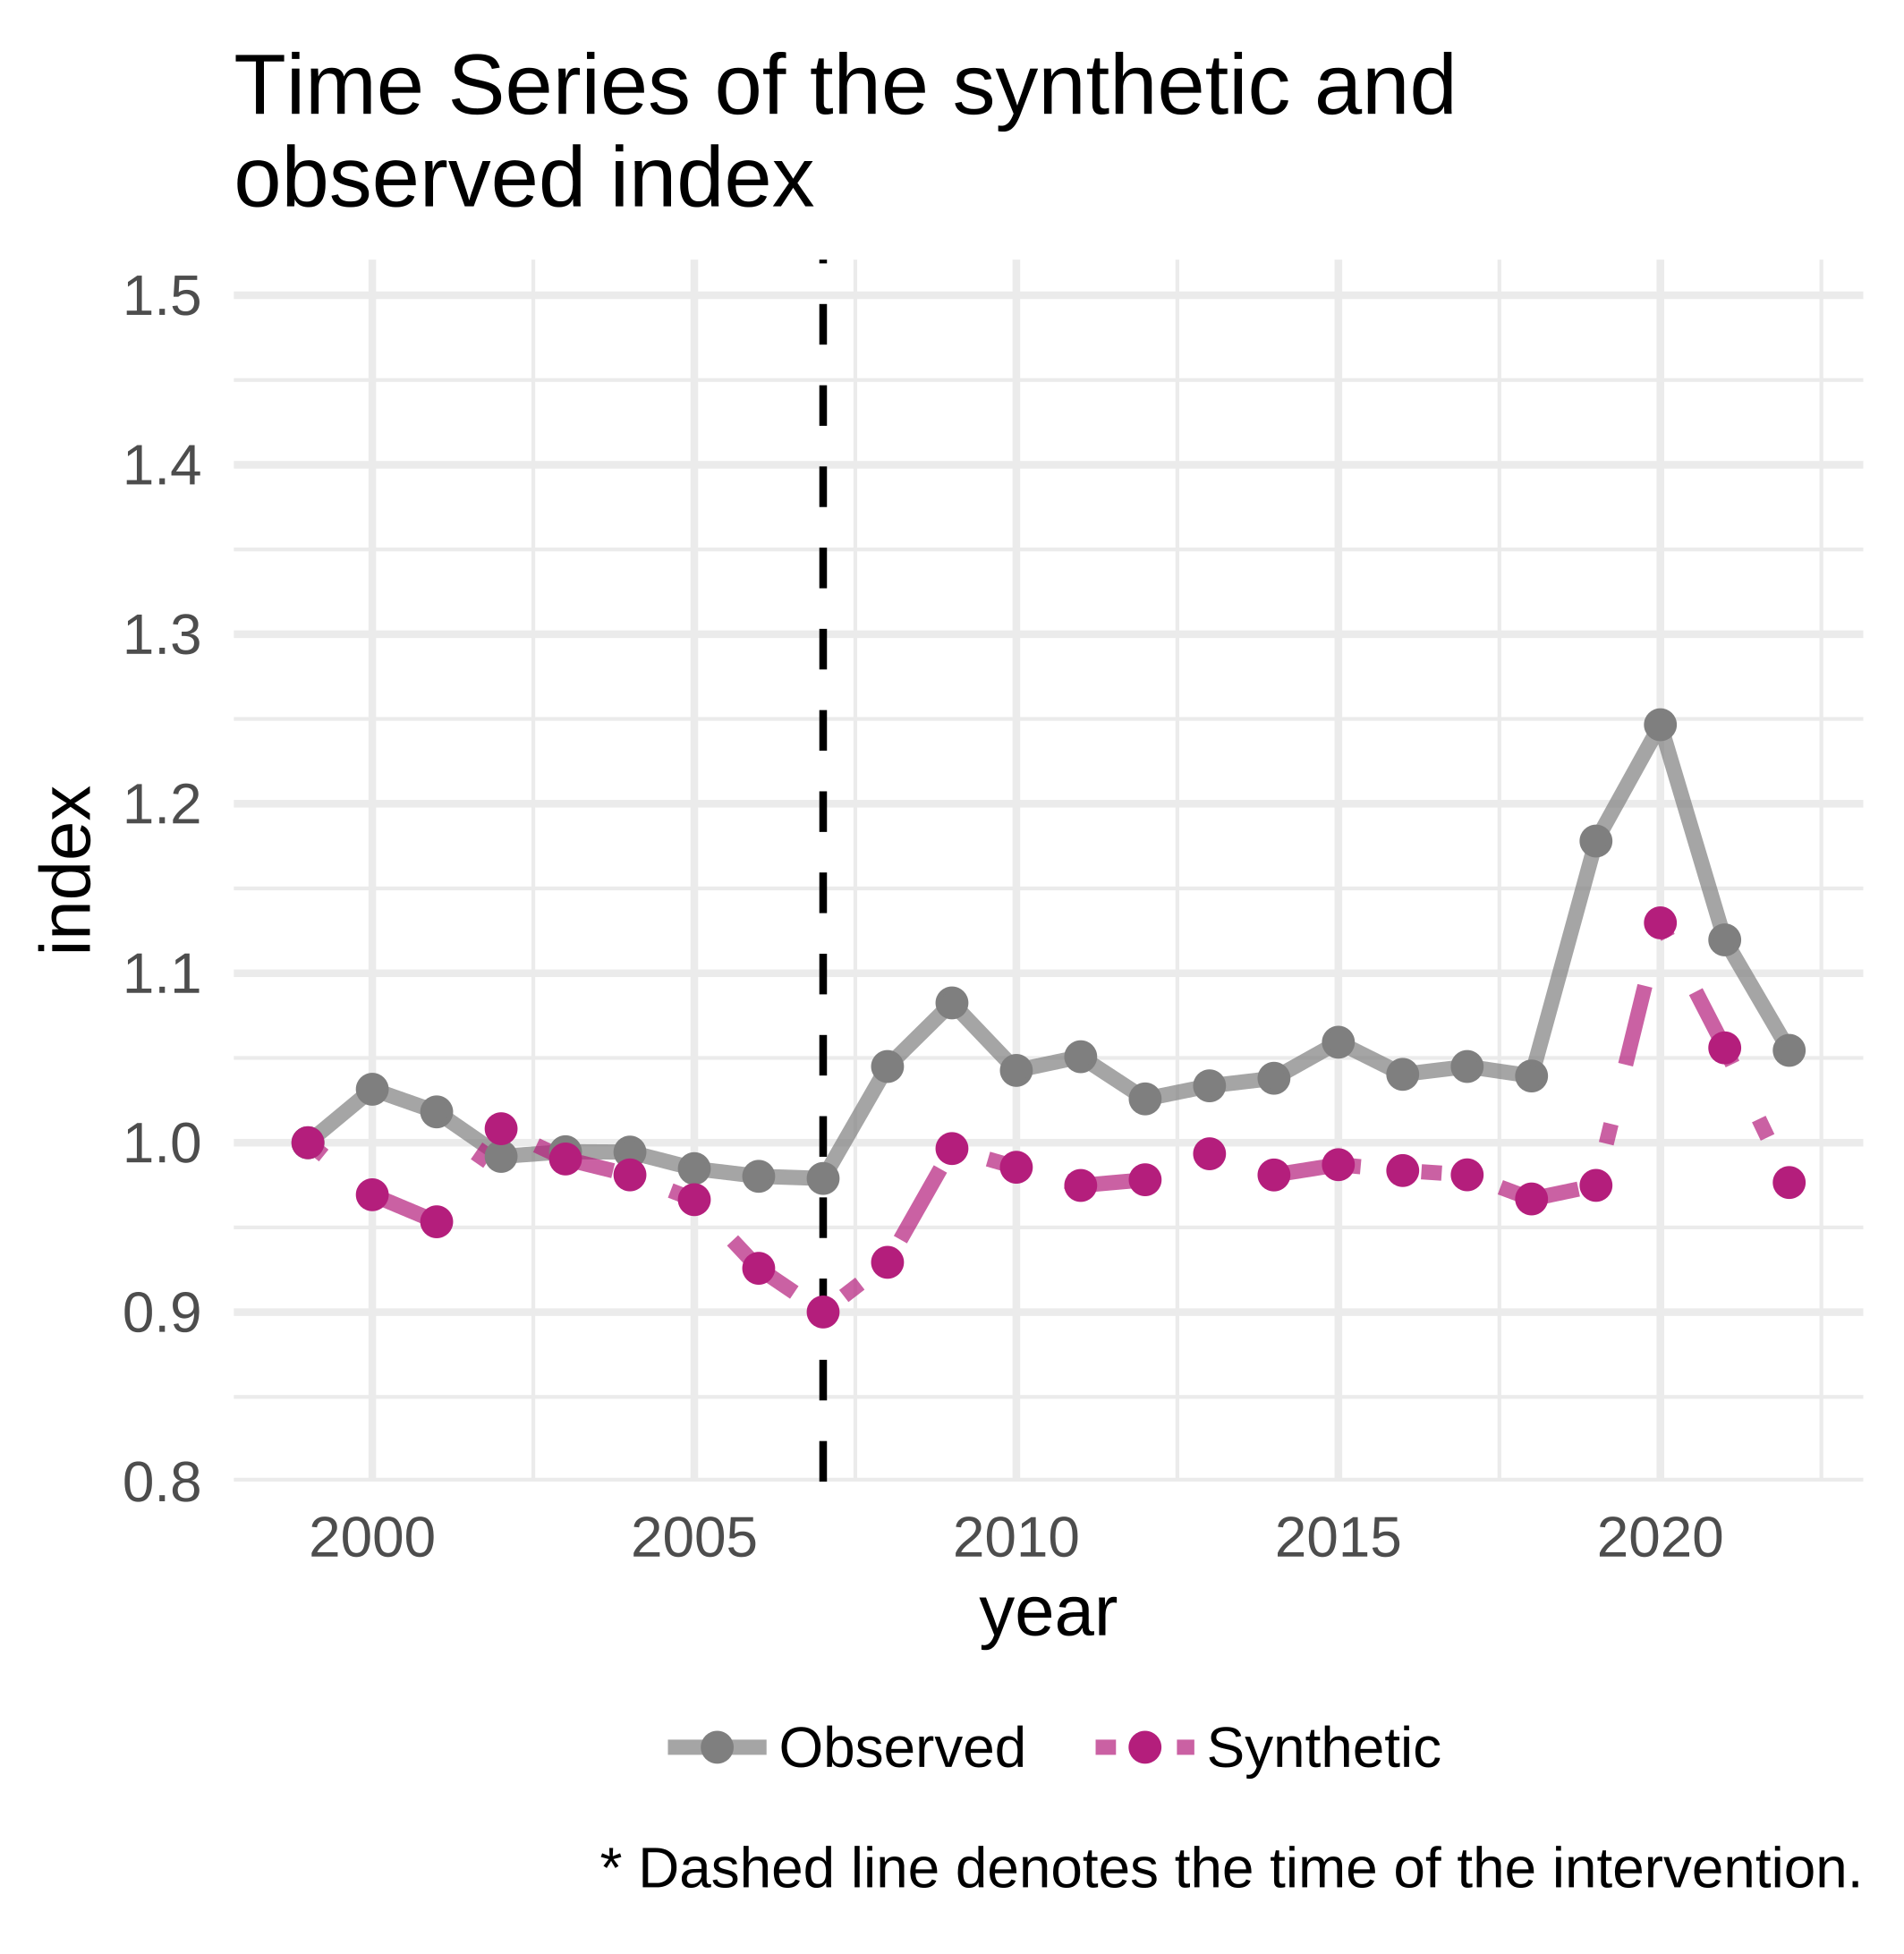 Time Series of the synthetic and
observed index
1.5
1.4
1.3
1.2
1.1
1.0
0.9
0.8
index
2000 2005 2010 2015 2020
year
Observed Synthetic
* Dashed line denotes the time of the intervention.